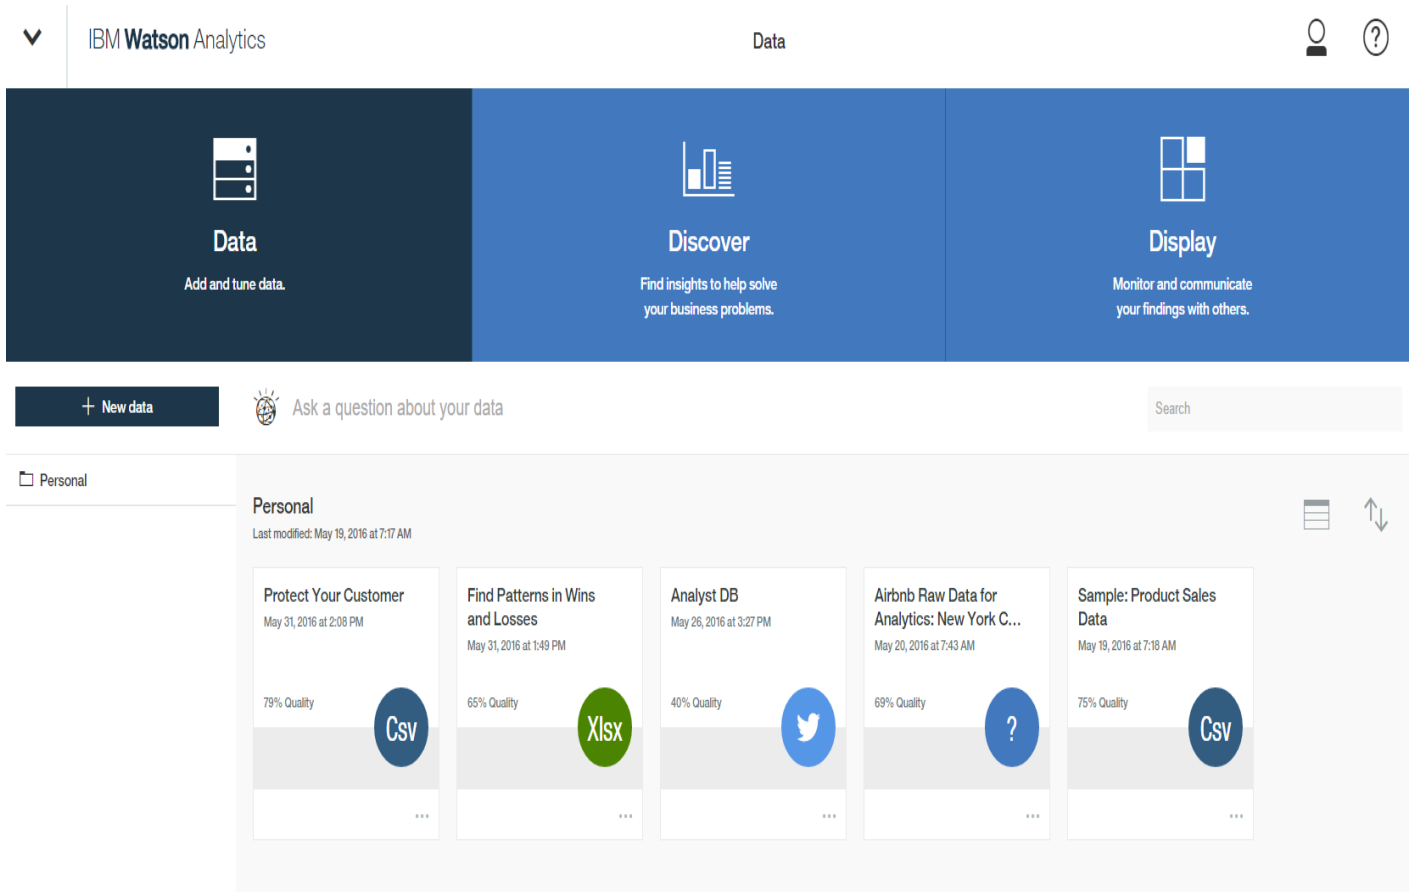 IBM Watson Analytics
Data
?
Data
Add and tune data.
Discover
Find insights to help solve
your business problems.
Display
Monitor and communicate
your findings with others.
+ New data
Ask a question about your data
Search
Personal
Personal
Last modified: May 19, 2016 at 7:17 AM
Protect Your Customer
May 31, 2016 at 2:08 PM
79% Quality
Csv
...
Find Patterns in Wins
and Losses
May 31, 2016 at 1:49 PM
65% Quality
Xlsx
...
Analyst DB
May 26, 2016 at 3:27 PM
40% Quality
...
Airbnb Raw Data for
Analytics: New York C...
May 20, 2016 at 7:43 AM
69% Quality
?
...
Sample: Product Sales
Data
May 19, 2016 at 7:18 AM
75% Quality
Csv
...